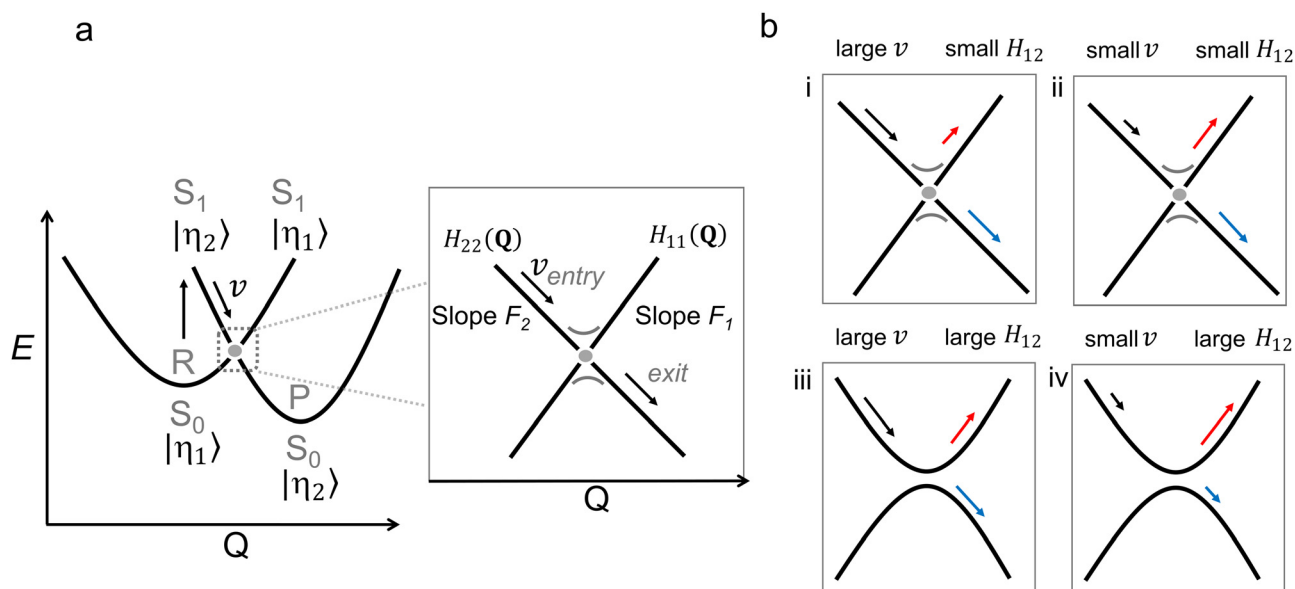 a
S₁ S₁
|η₂⟩ |η₁⟩
v
E
R
P
S₀
|η₁⟩
S₀
|η₂⟩
Q
H₂₂(Q) H₁₁(Q)
v entry
Slope F₂ Slope F₁
exit
Q
b
large v small H₁₂
i
small v small H₁₂
ii
large v large H₁₂
iii
small v large H₁₂
iv